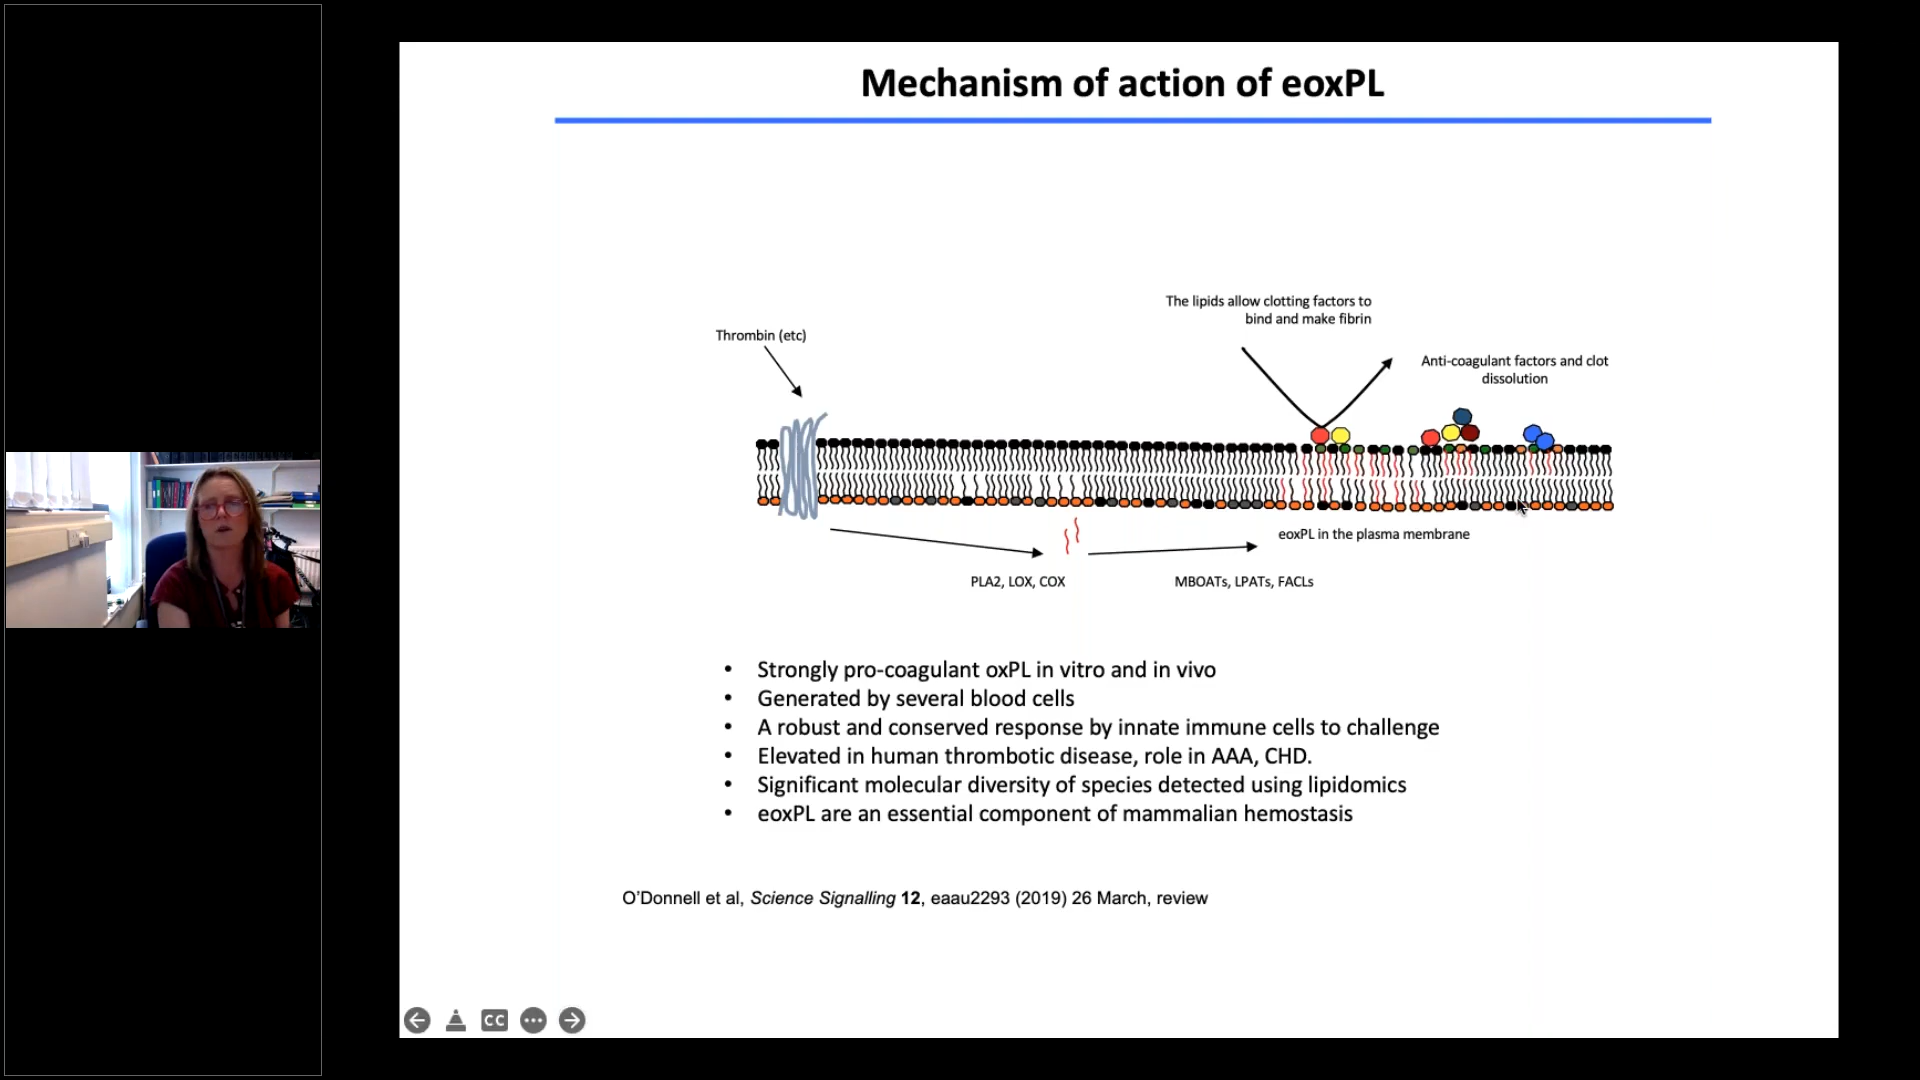 Mechanism of action of eoxPL
The lipids allow clotting factors to
bind and make fibrin
Thrombin (etc)
Anti-coagulant factors and clot
dissolution
eoxPL in the plasma membrane
PLA2, LOX, COX
MBOATs, LPATs, FACLs
• Strongly pro-coagulant oxPL in vitro and in vivo
• Generated by several blood cells
• A robust and conserved response by innate immune cells to challenge
• Elevated in human thrombotic disease, role in AAA, CHD.
• Significant molecular diversity of species detected using lipidomics
• eoxPL are an essential component of mammalian hemostasis
O’Donnell et al, Science Signalling 12, eaau2293 (2019) 26 March, review
CC